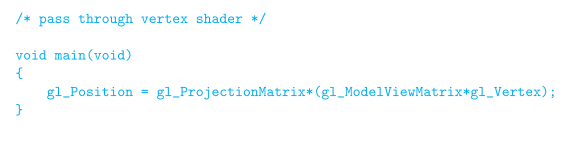 /* pass through vertex shader */
void main(void)
{
gl_Position = gl_ProjectionMatrix*(gl_ModelViewMatrix*gl_Vertex);
}